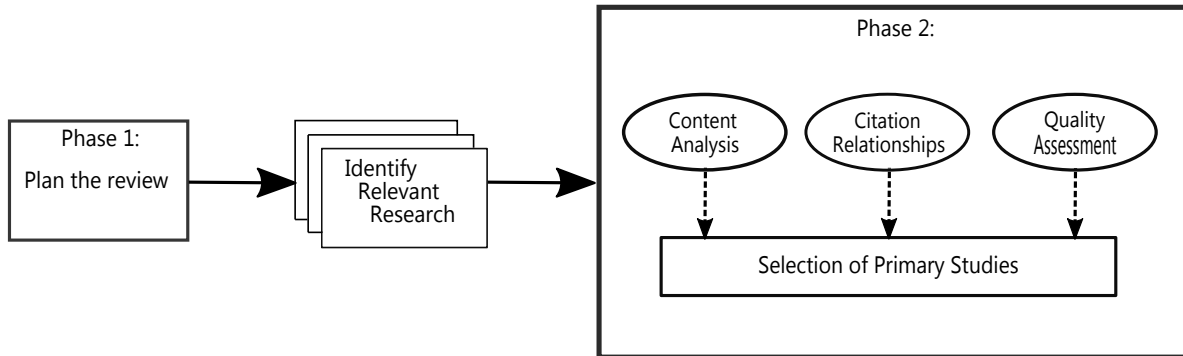 Phase 1:
Plan the review
Identify
Relevant
Research
Phase 2:
Content
Analysis
Citation
Relationships
Quality
Assessment
Selection of Primary Studies